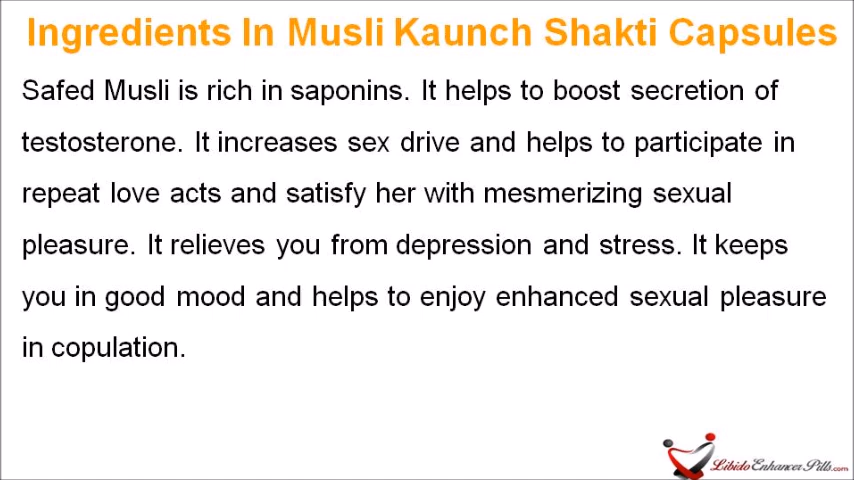 Ingredients In Musli Kaunch Shakti Capsules
Safed Musli is rich in saponins. It helps to boost secretion of
testosterone. It increases sex drive and helps to participate in
repeat love acts and satisfy her with mesmerizing sexual
pleasure. It relieves you from depression and stress. It keeps
you in good mood and helps to enjoy enhanced sexual pleasure
in copulation.
LibidoEnhancerPills.com